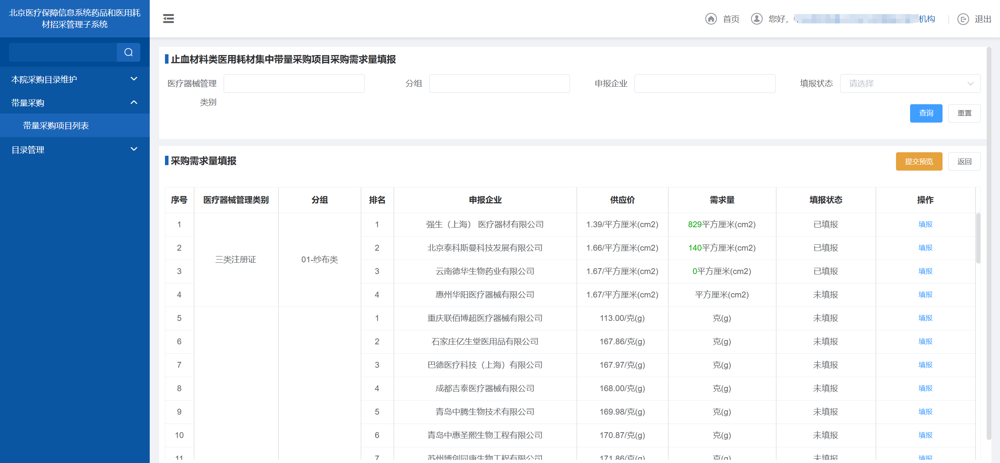 北京医疗保障信息系统药品和医用耗
材招采管理子系统
首页
您好，
机构
退出
本院采购目录维护
带量采购
带量采购项目列表
目录管理
止血材料类医用耗材集中带量采购项目采购需求量填报
医疗器械管理
类别
分组
申报企业
填报状态
请选择
查询
重置
采购需求量填报
提交预览
返回
序号 医疗器械管理类别 分组 排名 申报企业 供应价 需求量 填报状态 操作
1 1 强生（上海） 医疗器材有限公司 1.39/平方厘米(cm2) 829平方厘米(cm2) 已填报 填报
2 2 北京泰科斯曼科技发展有限公司 1.66/平方厘米(cm2) 140平方厘米(cm2) 已填报 填报
三类注册证 01-纱布类
3 3 云南德华生物药业有限公司 1.67/平方厘米(cm2) 0平方厘米(cm2) 已填报 填报
4 4 惠州华阳医疗器械有限公司 1.67/平方厘米(cm2) 平方厘米(cm2) 未填报 填报
5 1 重庆联佰博超医疗器械有限公司 113.00/克(g) 克(g) 未填报 填报
6 2 石家庄亿生堂医用品有限公司 167.86/克(g) 克(g) 未填报 填报
7 3 巴德医疗科技（上海）有限公司 167.97/克(g) 克(g) 未填报 填报
8 4 成都吉泰医疗器械有限公司 168.00/克(g) 克(g) 未填报 填报
9 5 青岛中腾生物技术有限公司 169.98/克(g) 克(g) 未填报 填报
10 6 青岛中惠圣熙生物工程有限公司 170.87/克(g) 克(g) 未填报 填报
11 7 苏州博创同康生物工程有限公司 171.86/克(g) 克(g) 未填报 填报